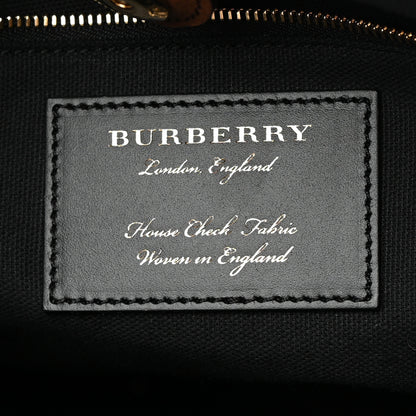 BURBERRY
London, England
House Check Fabric
Woven in England